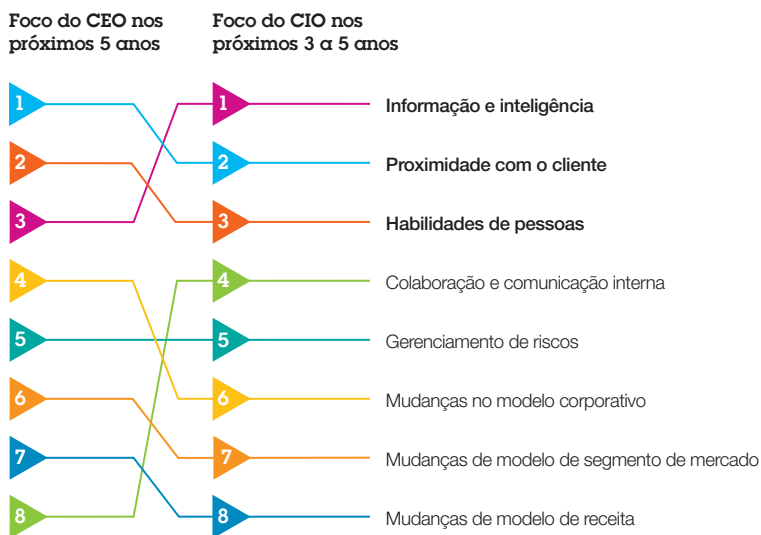 Foco do CEO nos
próximos 5 anos
Foco do CIO nos
próximos 3 a 5 anos
1 1 Informação e inteligência
2 2 Proximidade com o cliente
3 3 Habilidades de pessoas
4 4 Colaboração e comunicação interna
5 5 Gerenciamento de riscos
6 6 Mudanças no modelo corporativo
7 7 Mudanças de modelo de segmento de mercado
8 8 Mudanças de modelo de receita